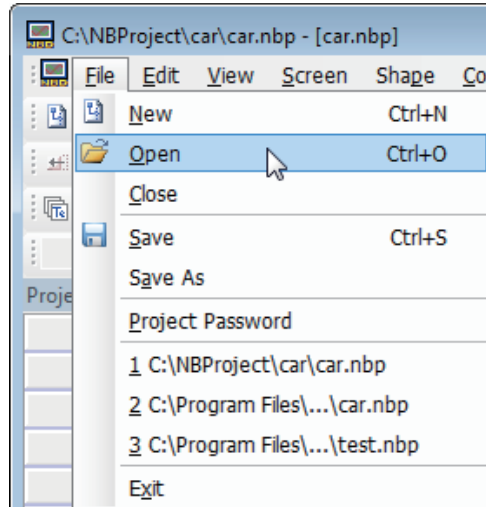 C:\NBProject\car\car.nbp - [car.nbp]
File Edit View Screen Shape Co
New Ctrl+N
Open Ctrl+O
Close
Save Ctrl+S
Save As
Proje
Project Password
1 C:\NBProject\car\car.nbp
2 C:\Program Files\...\car.nbp
3 C:\Program Files\...\test.nbp
Exit